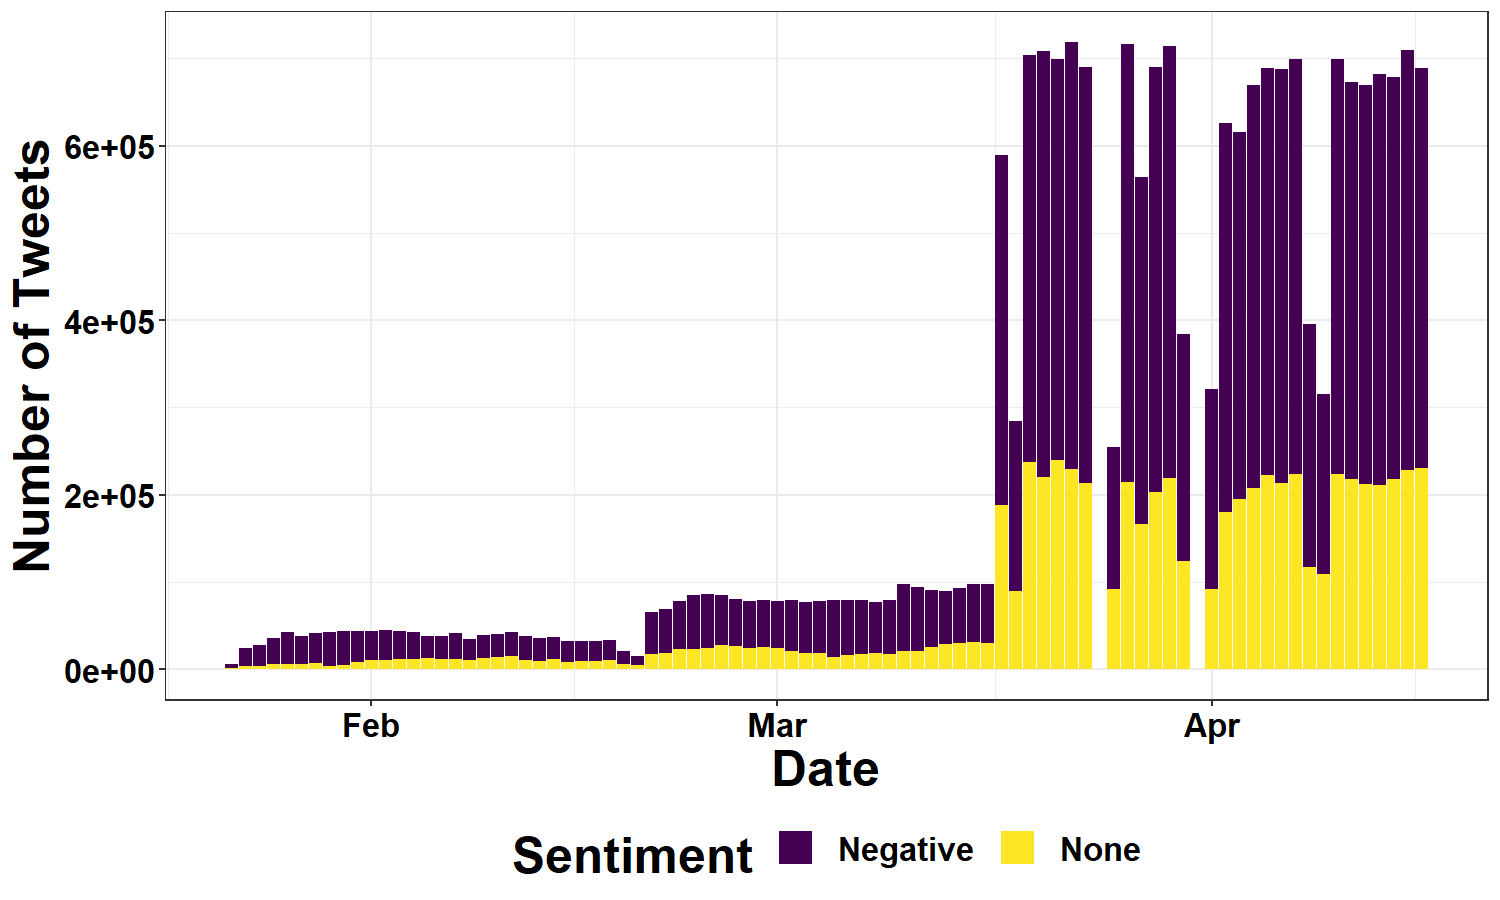 Number of Tweets
6e+05
4e+05
2e+05
0e+00
Feb Mar Apr
Date
Sentiment Negative None